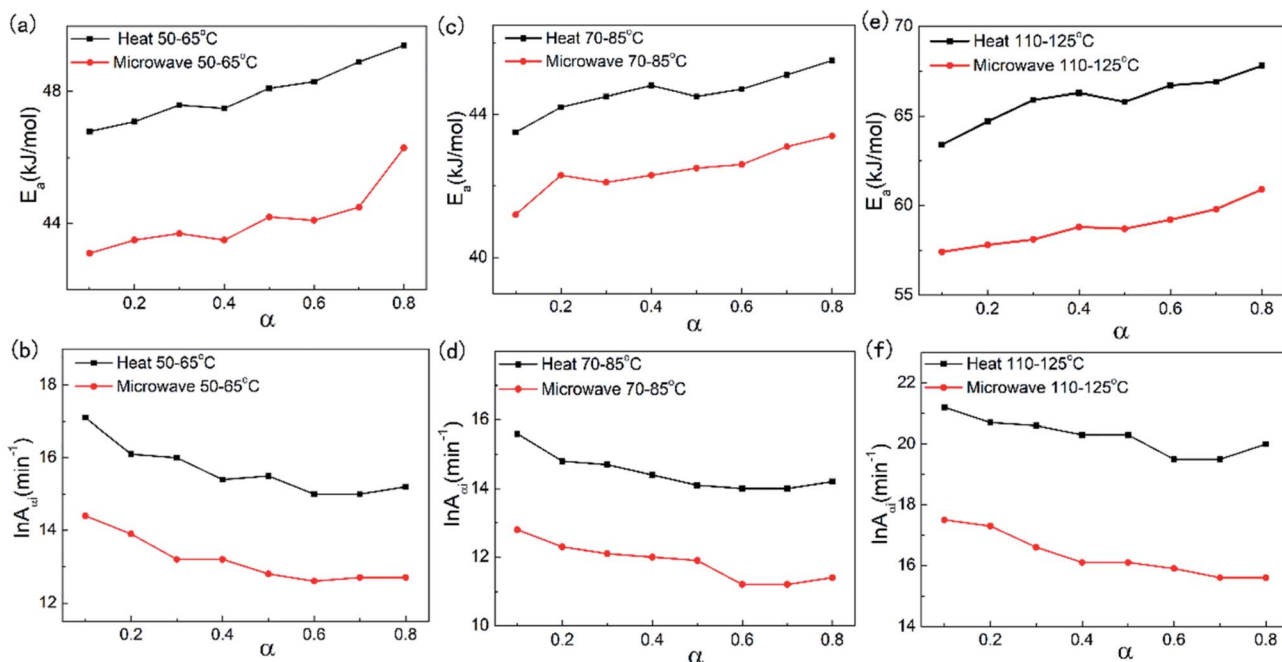 (a)
Heat 50-65°C
Microwave 50-65°C
48
44
Eₐ(kJ/mol)
0.2 0.4 0.6 0.8
α
(c)
Heat 70-85°C
Microwave 70-85°C
44
40
Eₐ(kJ/mol)
0.2 0.4 0.6 0.8
α
(e)
Heat 110-125°C
Microwave 110-125°C
70
65
60
55
Eₐ(kJ/mol)
0.2 0.4 0.6 0.8
α
(b)
Heat 50-65°C
Microwave 50-65°C
18
16
14
12
lnA_αi(min⁻¹)
0.2 0.4 0.6 0.8
α
(d)
Heat 70-85°C
Microwave 70-85°C
16
14
12
10
lnA_αi(min⁻¹)
0.2 0.4 0.6 0.8
α
(f)
Heat 110-125°C
Microwave 110-125°C
22
20
18
16
14
lnA_αi(min⁻¹)
0.2 0.4 0.6 0.8
α